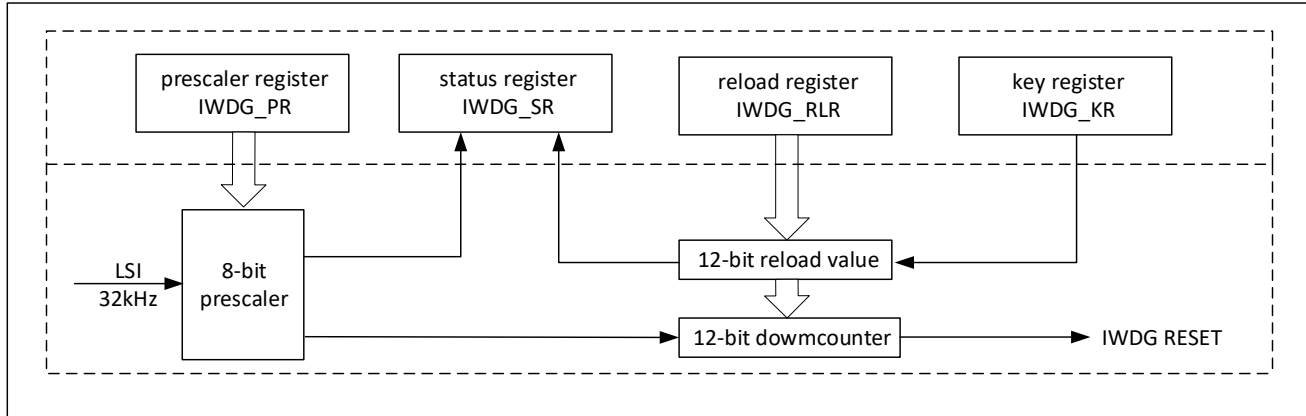 prescaler register
IWDG_PR
status register
IWDG_SR
reload register
IWDG_RLR
key register
IWDG_KR
LSI
32kHz
8-bit
prescaler
12-bit reload value
12-bit dowmcounter
IWDG RESET